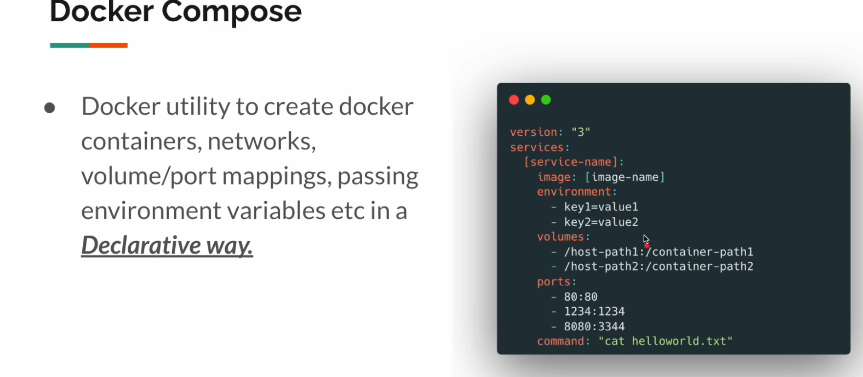 Docker Compose
● Docker utility to create docker
containers, networks,
volume/port mappings, passing
environment variables etc in a
Declarative way.
version: "3"
services:
  [service-name]:
    image: [image-name]
    environment:
      - key1=value1
      - key2=value2
    volumes:
      - /host-path1:/container-path1
      - /host-path2:/container-path2
    ports:
      - 80:80
      - 1234:1234
      - 8080:3344
    command: "cat helloworld.txt"